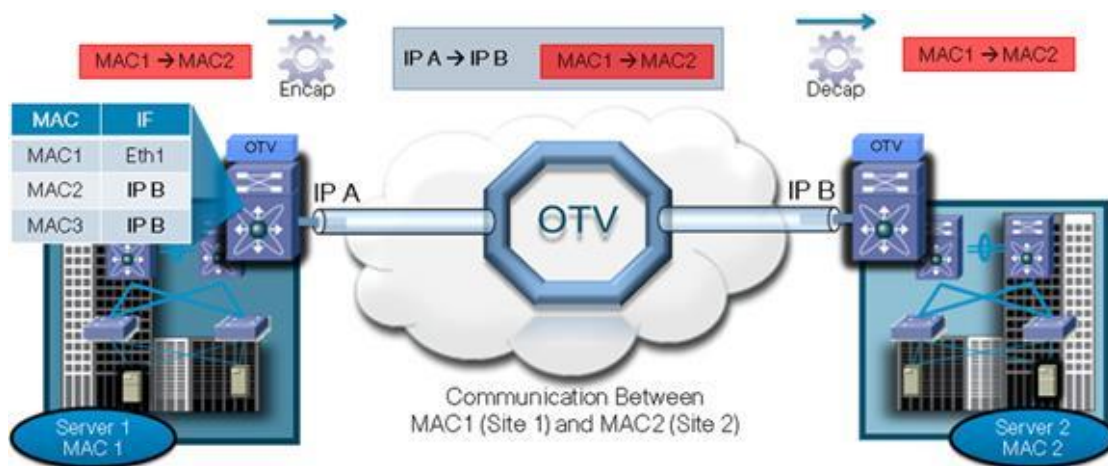 MAC1 → MAC2
Encap
IP A → IP B
MAC1 → MAC2
Decap
MAC1 → MAC2
MAC IF
MAC1 Eth1
MAC2 IP B
MAC3 IP B
OTV
IP A
OTV
IP B
OTV
Communication Between
MAC1 (Site 1) and MAC2 (Site 2)
Server 1
MAC 1
Server 2
MAC 2